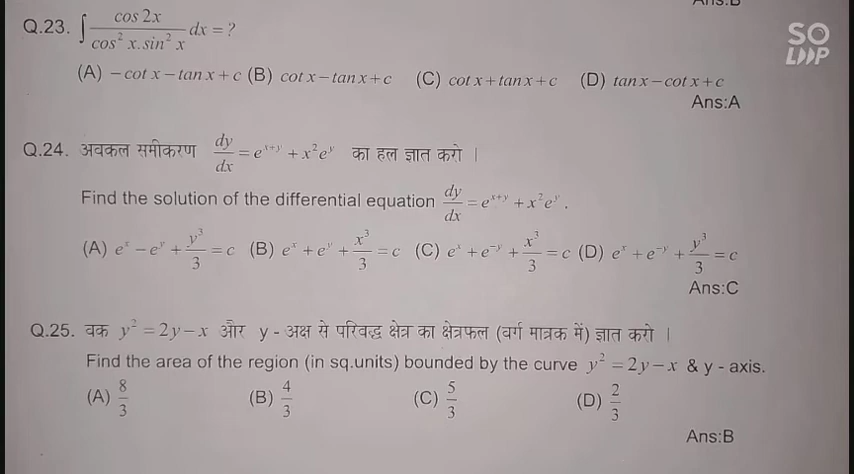 Ans:B
Q.23. ∫ cos 2x / cos² x.sin² x dx = ?
(A) −cot x − tan x + c (B) cot x − tan x + c (C) cot x + tan x + c (D) tan x − cot x + c
Ans:A
Q.24. अवकल समीकरण dy/dx = e^(x+y) + x²e^y का हल ज्ञात करो ।
Find the solution of the differential equation dy/dx = e^(x+y) + x²e^y .
(A) e^x − e^y + y³/3 = c (B) e^x + e^y + x³/3 = c (C) e^x + e^(−y) + x³/3 = c (D) e^x + e^(−y) + y³/3 = c
Ans:C
Q.25. वक्र y² = 2y − x और y - अक्ष से परिबद्ध क्षेत्र का क्षेत्रफल (वर्ग मात्रक में) ज्ञात करो ।
Find the area of the region (in sq.units) bounded by the curve y² = 2y − x & y - axis.
(A) 8/3 (B) 4/3 (C) 5/3 (D) 2/3
Ans:B
SO
LOOP